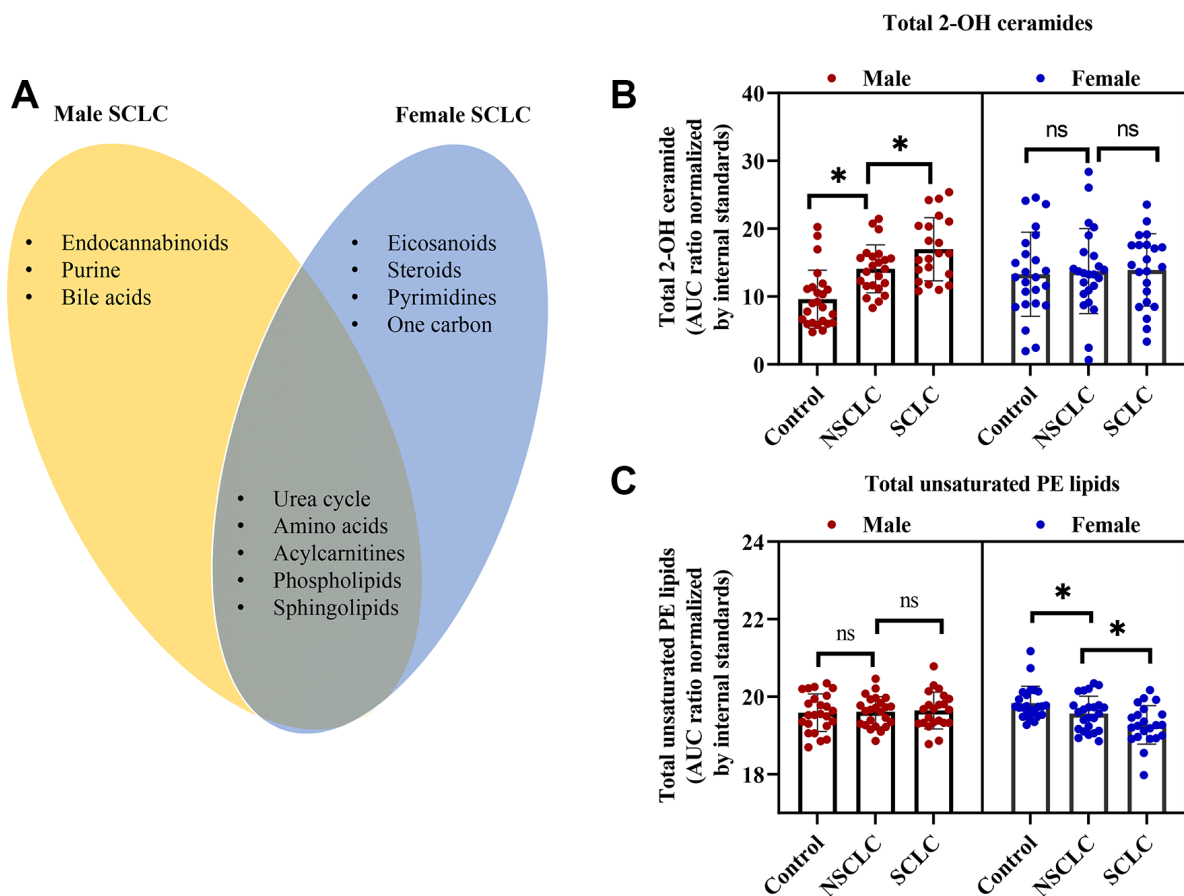 A
Male SCLC
Female SCLC
• Endocannabinoids
• Purine
• Bile acids
• Eicosanoids
• Steroids
• Pyrimidines
• One carbon
• Urea cycle
• Amino acids
• Acylcarnitines
• Phospholipids
• Sphingolipids
B
Total 2-OH ceramides
Male
Female
Total 2-OH ceramide
(AUC ratio normalized
by internal standards)
40
30
20
10
0
*
*
ns
ns
Control
NSCLC
SCLC
Control
NSCLC
SCLC
C
Total unsaturated PE lipids
Male
Female
Total unsaturated PE lipids
(AUC ratio normalized
by internal standards)
24
22
20
18
ns
ns
*
*
Control
NSCLC
SCLC
Control
NSCLC
SCLC